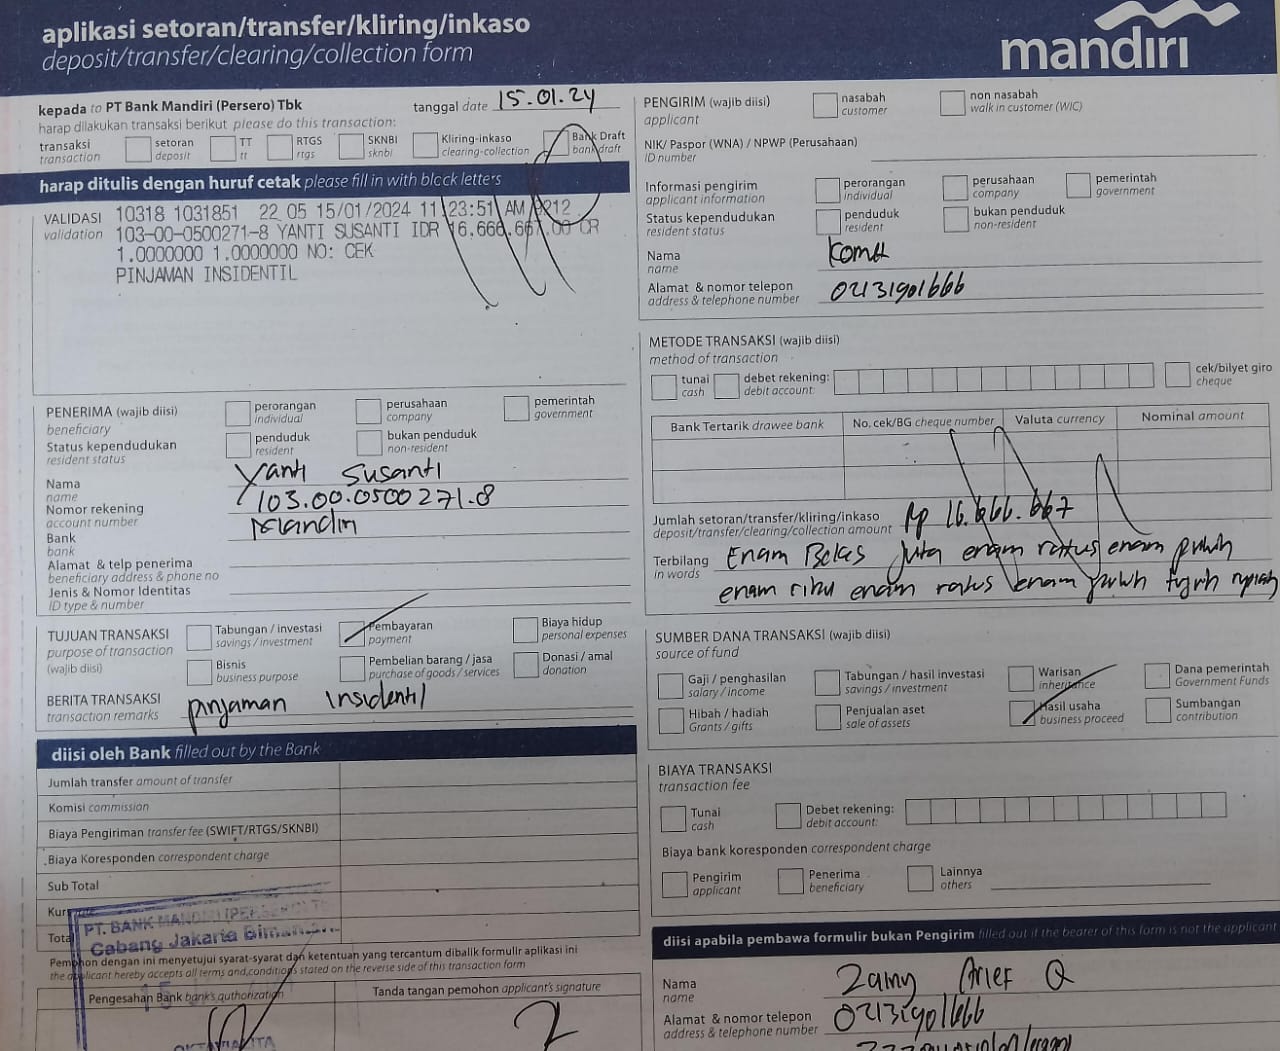 aplikasi setoran/transfer/kliring/inkaso
deposit/transfer/clearing/collection form
mandiri
kepada to PT Bank Mandiri (Persero) Tbk
tanggal date 15.01.24
harap dilakukan transaksi berikut please do this transaction:
transaksi
transaction
setoran
deposit
TT
tt
RTGS
rtgs
SKNBI
sknbi
Kliring-inkaso
clearing-collection
Bank Draft
bank draft
harap ditulis dengan huruf cetak please fill in with block letters
VALIDASI
validation
10318 1031851 22 05 15/01/2024 11:23:51 AM 9212
103-00-0500271-8 YANTI SUSANTI IDR 16,666,667.00 CR
1.0000000 1.0000000 NO: CEK
PINJAMAN INSIDENTIL
PENERIMA (wajib diisi)
beneficiary
perorangan
individual
perusahaan
company
pemerintah
government
Status kependudukan
resident status
penduduk
resident
bukan penduduk
non-resident
Nama
name
Yanti Susanti
Nomor rekening
account number
103.00.0500271.8
Bank
bank
Mandiri
Alamat & telp penerima
beneficiary address & phone no
Jenis & Nomor Identitas
ID type & number
TUJUAN TRANSAKSI
purpose of transaction
(wajib diisi)
Tabungan / investasi
savings / investment
Pembayaran
payment
Biaya hidup
personal expenses
Bisnis
business purpose
Pembelian barang / jasa
purchase of goods / services
Donasi / amal
donation
BERITA TRANSAKSI
transaction remarks
pinjaman Insidentil
diisi oleh Bank filled out by the Bank
Jumlah transfer amount of transfer
Komisi commission
Biaya Pengiriman transfer fee (SWIFT/RTGS/SKNBI)
Biaya Koresponden correspondent charge
Sub Total
Kurs
Total
PT. BANK MANDIRI (PERSERO) Tbk
Cabang Jakarta
Pemohon dengan ini menyetujui syarat-syarat dan ketentuan yang tercantum dibalik formulir aplikasi ini
the applicant hereby accepts all terms and conditions stated on the reverse side of this transaction form
Pengesahan Bank bank's authorization
Tanda tangan pemohon applicant's signature
15
PENGIRIM (wajib diisi)
applicant
nasabah
customer
non nasabah
walk in customer (WIC)
NIK/ Paspor (WNA) / NPWP (Perusahaan)
ID number
Informasi pengirim
applicant information
perorangan
individual
perusahaan
company
pemerintah
government
Status kependudukan
resident status
penduduk
resident
bukan penduduk
non-resident
Nama
name
Alamat & nomor telepon
address & telephone number
02131901666
METODE TRANSAKSI (wajib diisi)
method of transaction
tunai
cash
debet rekening:
debit account:
cek/bilyet giro
cheque
Bank Tertarik drawee bank
No. cek/BG cheque number
Valuta currency
Nominal amount
Jumlah setoran/transfer/kliring/inkaso
deposit/transfer/clearing/collection amount
Rp 16.666.667
Terbilang
in words
Enam Belas Juta enam ratus enam puluh
enam ribu enam ratus enam puluh tujuh rupiah
SUMBER DANA TRANSAKSI (wajib diisi)
source of fund
Gaji / penghasilan
salary / income
Tabungan / hasil investasi
savings / investment
Warisan
inheritance
Dana pemerintah
Government Funds
Hibah / hadiah
Grants / gifts
Penjualan aset
sale of assets
Hasil usaha
business proceed
Sumbangan
contribution
BIAYA TRANSAKSI
transaction fee
Tunai
cash
Debet rekening:
debit account:
Biaya bank koresponden correspondent charge
Pengirim
applicant
Penerima
beneficiary
Lainnya
others
diisi apabila pembawa formulir bukan Pengirim filled out if the bearer of this form is not the applicant
Nama
name
Zamy Arief Q
Alamat & nomor telepon
address & telephone number
02131901666